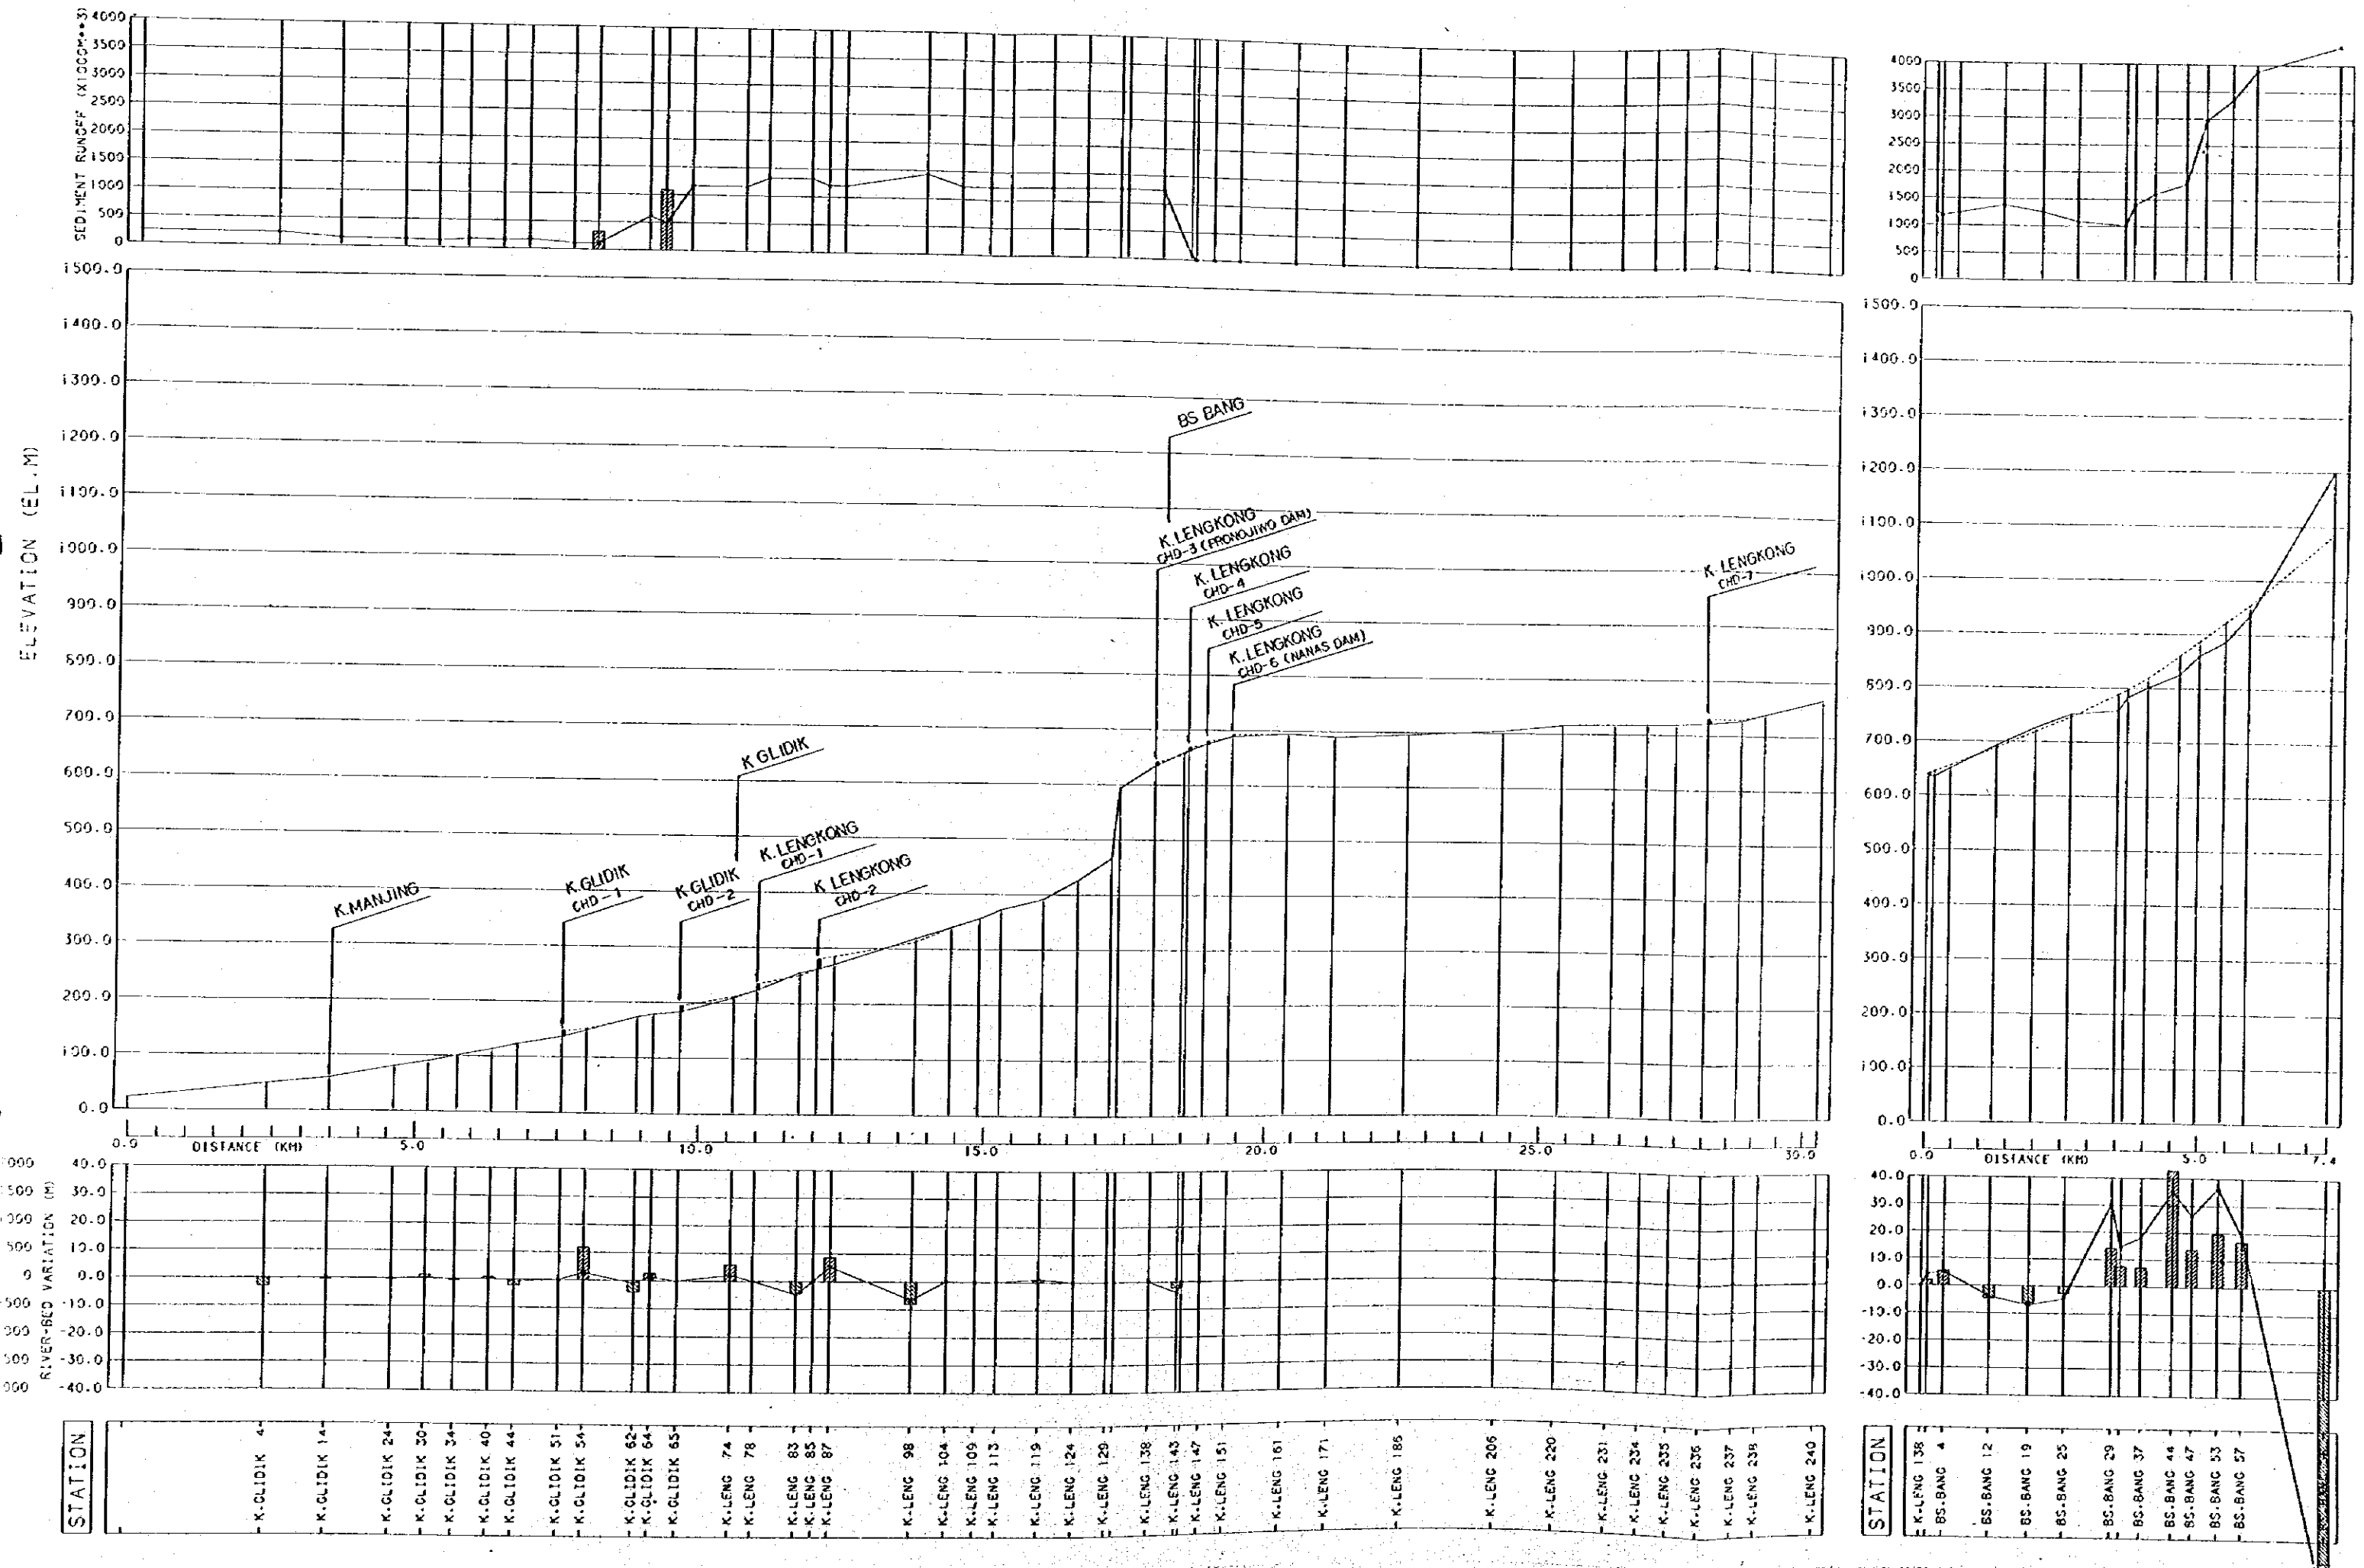 SEDIMENT RUNOFF (X100CM**3)
4000
3500
3000
2500
2000
1500
1000
500
0
4000
3500
3000
2500
2000
1500
1000
500
0
ELEVATION (EL.M)
1500.0
1400.0
1300.0
1200.0
1100.0
1000.0
900.0
800.0
700.0
600.0
500.0
400.0
300.0
200.0
100.0
0.0
BS BANG
K.LENGKONG
CHD-3 (PRONOJIWO DAM)
K. LENGKONG
CHD-4
K. LENGKONG
CHD-5
K.LENGKONG
CHD-6 (NANAS DAM)
K. LENGKONG
CHD-7
K GLIDIK
K.LENGKONG
CHD-1
K LENGKONG
CHD-2
K.GLIDIK
CHD-2
K.GLIDIK
CHD-1
K.MANJING
1500.0
1400.0
1300.0
1200.0
1100.0
1000.0
900.0
800.0
700.0
600.0
500.0
400.0
300.0
200.0
100.0
0.0
0.0 DISTANCE (KM) 5.0 10.0 15.0 20.0 25.0 30.0
0.0 DISTANCE (KM) 5.0 7.4
000
500
000
500
0
500
000
500
000
RIVER-BED VARIATION (M)
40.0
30.0
20.0
10.0
0.0
-10.0
-20.0
-30.0
-40.0
40.0
30.0
20.0
10.0
0.0
-10.0
-20.0
-30.0
-40.0
STATION
K.GLIDIK 4
K.GLIDIK 14
K.GLIDIK 24
K.GLIDIK 30
K.GLIDIK 34
K.GLIDIK 40
K.GLIDIK 44
K.GLIDIK 51
K.GLIDIK 54
K.GLIDIK 62
K.GLIDIK 64
K.GLIDIK 65
K.LENG 74
K.LENG 78
K.LENG 83
K.LENG 85
K.LENG 87
K.LENG 98
K.LENG 104
K.LENG 109
K.LENG 113
K.LENG 119
K.LENG 124
K.LENG 129
K.LENG 138
K.LENG 143
K.LENG 147
K.LENG 151
K.LENG 161
K.LENG 171
K.LENG 186
K.LENG 206
K.LENG 220
K.LENG 231
K.LENG 234
K.LENG 235
K.LENG 236
K.LENG 237
K.LENG 238
K.LENG 240
STATION
K.LENG 138
BS.BANG 4
BS.BANG 12
BS.BANG 19
BS.BANG 25
BS.BANG 29
BS.BANG 37
BS.BANG 44
BS.BANG 47
BS.BANG 53
BS.BANG 57